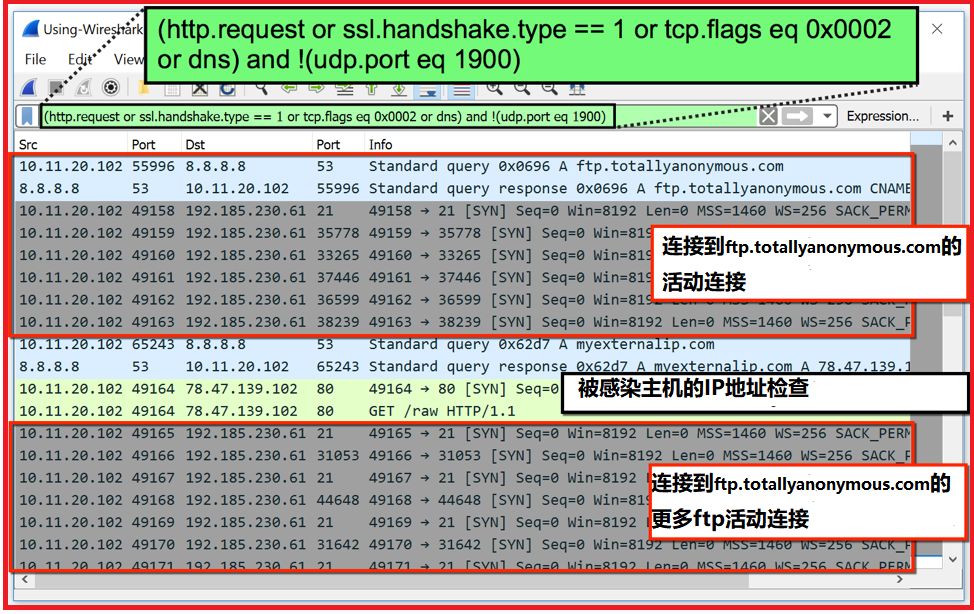 Using-Wireshark
(http.request or ssl.handshake.type == 1 or tcp.flags eq 0x0002
or dns) and !(udp.port eq 1900)
File Edit View
(http.request or ssl.handshake.type == 1 or tcp.flags eq 0x0002 or dns) and !(udp.port eq 1900) Expression... +
Src Port Dst Port Info
10.11.20.102 55996 8.8.8.8 53 Standard query 0x0696 A ftp.totallyanonymous.com
8.8.8.8 53 10.11.20.102 55996 Standard query response 0x0696 A ftp.totallyanonymous.com CNAME
10.11.20.102 49158 192.185.230.61 21 49158 → 21 [SYN] Seq=0 Win=8192 Len=0 MSS=1460 WS=256 SACK_PERM
10.11.20.102 49159 192.185.230.61 35778 49159 → 35778 [SYN] Seq=0 Win=819
10.11.20.102 49160 192.185.230.61 33265 49160 → 33265 [SYN] Seq=0 Win=819
10.11.20.102 49161 192.185.230.61 37446 49161 → 37446 [SYN] Seq=0 Win=819
连接到ftp.totallyanonymous.com的
活动连接
10.11.20.102 49162 192.185.230.61 36599 49162 → 36599 [SYN] Seq=0 Win=8192 Len=0 MSS=1460 WS=256 SACK_P
10.11.20.102 49163 192.185.230.61 38239 49163 → 38239 [SYN] Seq=0 Win=8192 Len=0 MSS=1460 WS=256 SACK_P
10.11.20.102 65243 8.8.8.8 53 Standard query 0x62d7 A myexternalip.com
8.8.8.8 53 10.11.20.102 65243 Standard query response 0x62d7 A myexternalip.com A 78.47.139.1
10.11.20.102 49164 78.47.139.102 80 49164 → 80 [SYN] Seq=0
被感染主机的IP地址检查
10.11.20.102 49164 78.47.139.102 80 GET /raw HTTP/1.1
10.11.20.102 49165 192.185.230.61 21 49165 → 21 [SYN] Seq=0 Win=8192 Len=0 MSS=1460 WS=256 SACK_PERM
10.11.20.102 49166 192.185.230.61 31053 49166 → 31053 [SYN] Seq=0 Win=8192 Len=0 MSS=1460 WS=256 SACK_P
10.11.20.102 49167 192.185.230.61 21 49167 → 21 [SYN] Seq=0 Win=8192
10.11.20.102 49168 192.185.230.61 44648 49168 → 44648 [SYN] Seq=0 Win=819
10.11.20.102 49169 192.185.230.61 21 49169 → 21 [SYN] Seq=0 Win=8192
连接到ftp.totallyanonymous.com的
更多ftp活动连接
10.11.20.102 49170 192.185.230.61 31642 49170 → 31642 [SYN] Seq=0 Win=8192 Len=0 MSS=1460 WS=256 SACK_P
10.11.20.102 49171 192.185.230.61 21 49171 → 21 [SYN] Seq=0 Win=8192 Len=0 MSS=1460 WS=256 SACK_PERM